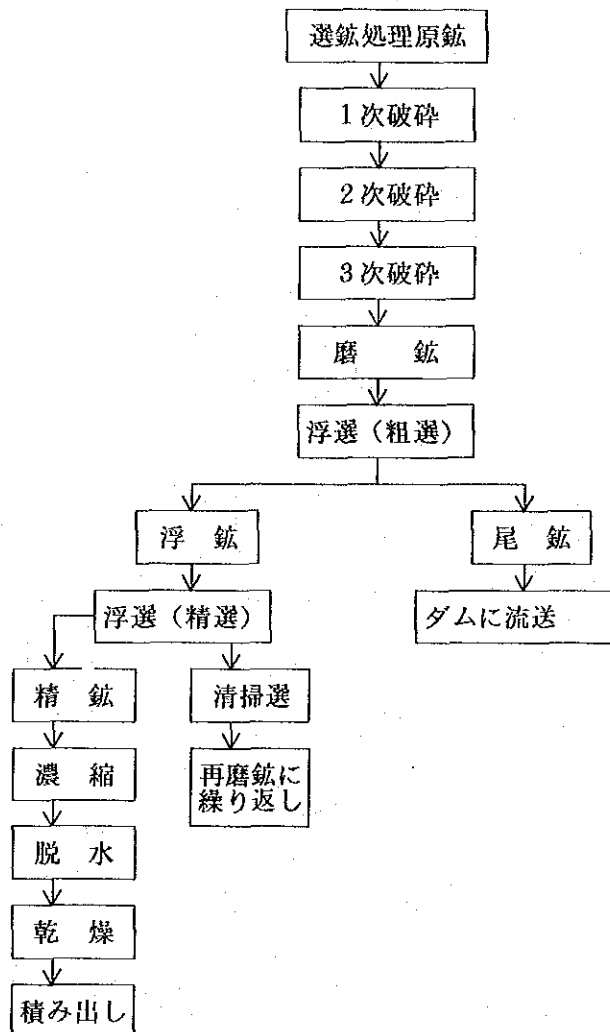 選鉱処理原鉱
1次破砕
2次破砕
3次破砕
磨 鉱
浮選(粗選)
浮 鉱
尾 鉱
浮選(精選)
ダムに流送
精 鉱
清掃選
濃 縮
再磨鉱に
繰り返し
脱 水
乾 燥
積み出し